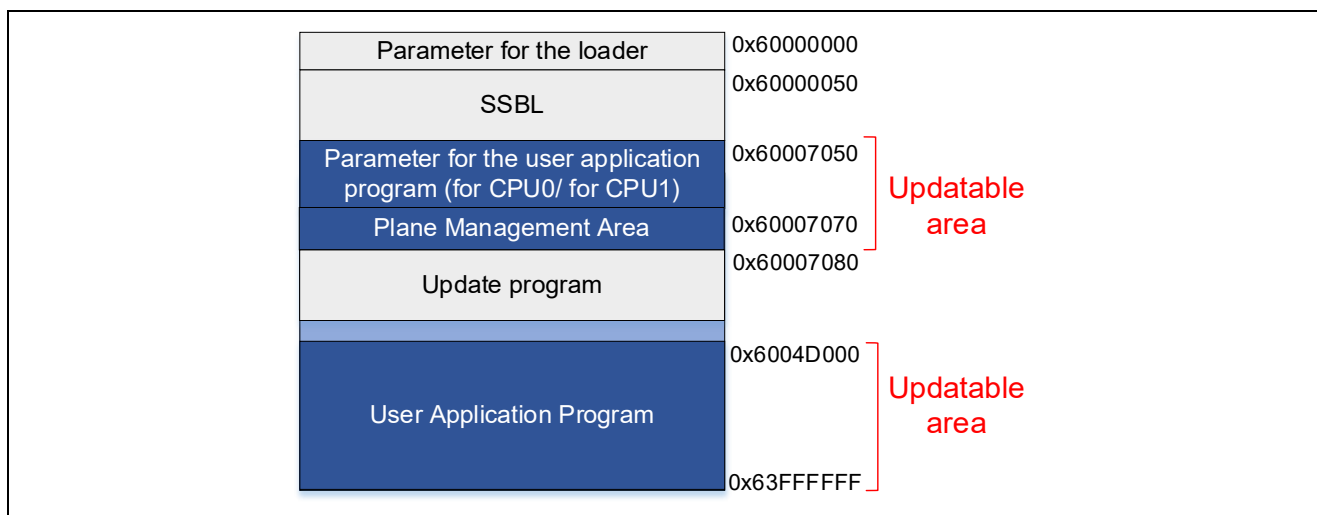 Parameter for the loader
0x60000000
0x60000050
SSBL
Parameter for the user application
program (for CPU0/ for CPU1)
0x60007050
Updatable
area
Plane Management Area
0x60007070
0x60007080
Update program
0x6004D000
User Application Program
Updatable
area
0x63FFFFFF